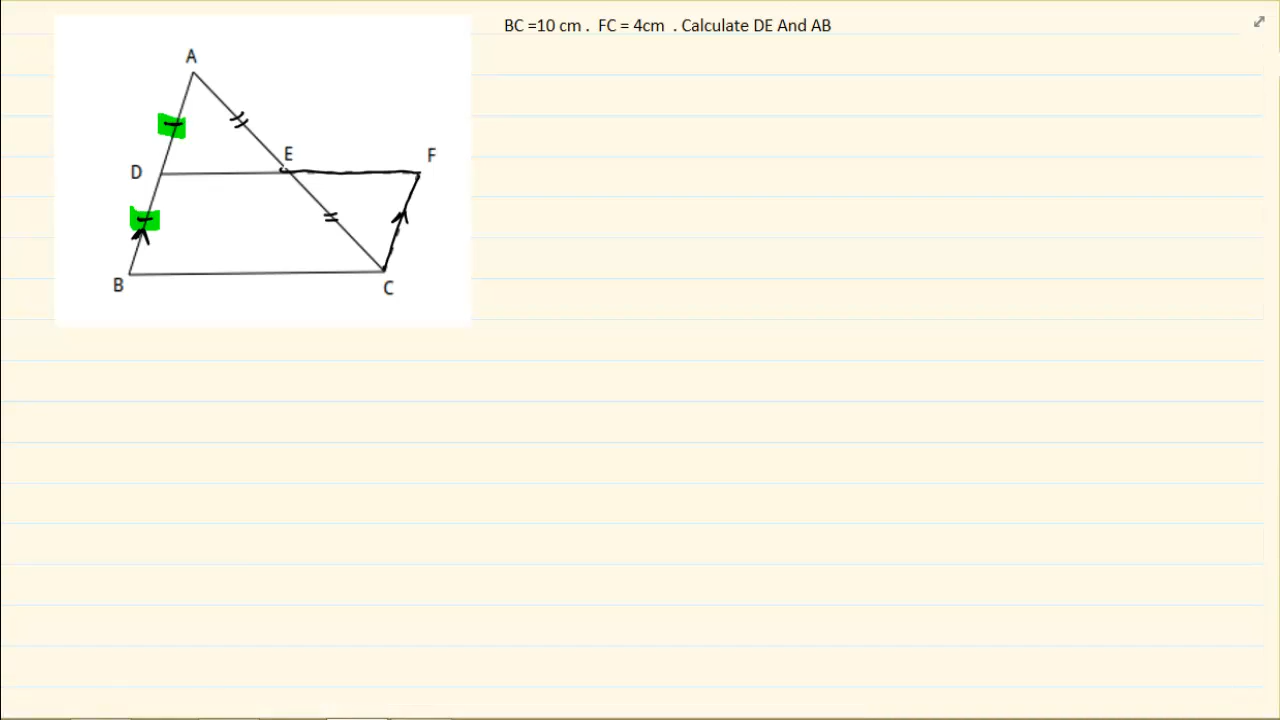 BC =10 cm .  FC = 4cm  . Calculate DE And AB
A
E
F
D
B
C